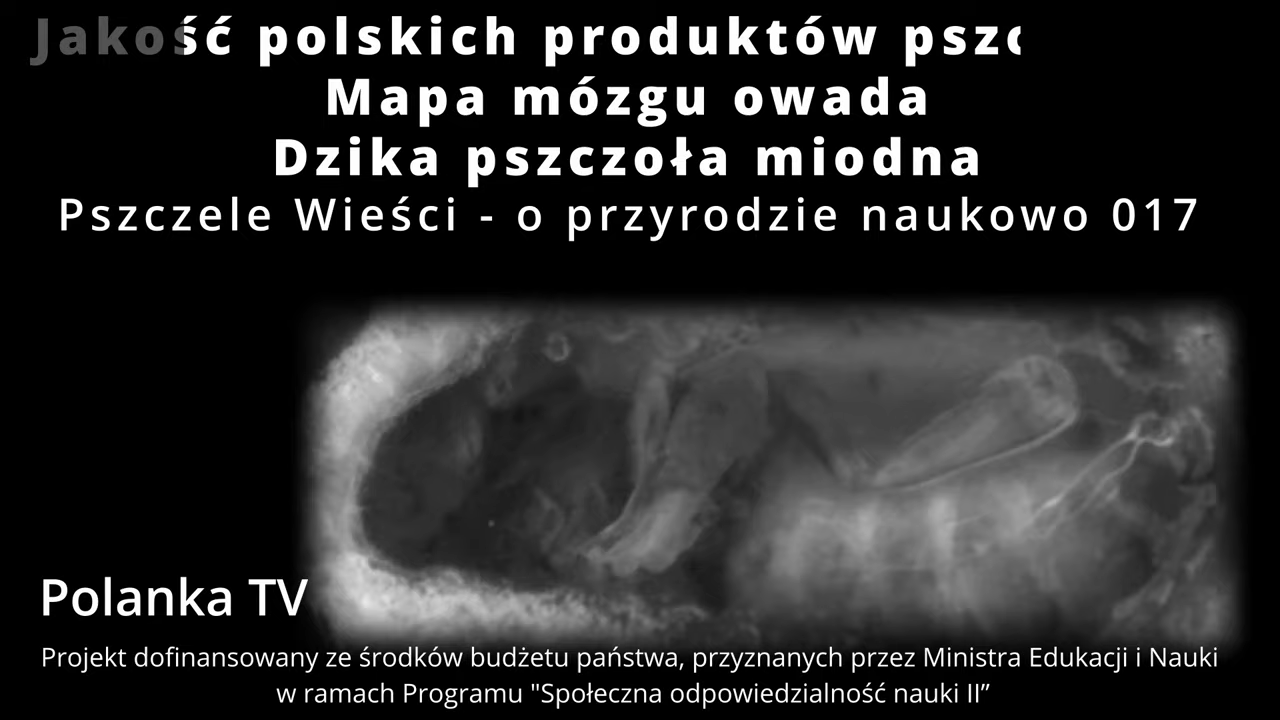 Jakość polskich produktów
Mapa mózgu owada
Dzika pszczoła miodna
Pszczele Wieści - o przyrodzie naukowo 017
Polanka TV
Projekt dofinansowany ze środków budżetu państwa, przyznanych przez Ministra Edukacji i Nauki
w ramach Programu "Społeczna odpowiedzialność nauki II”